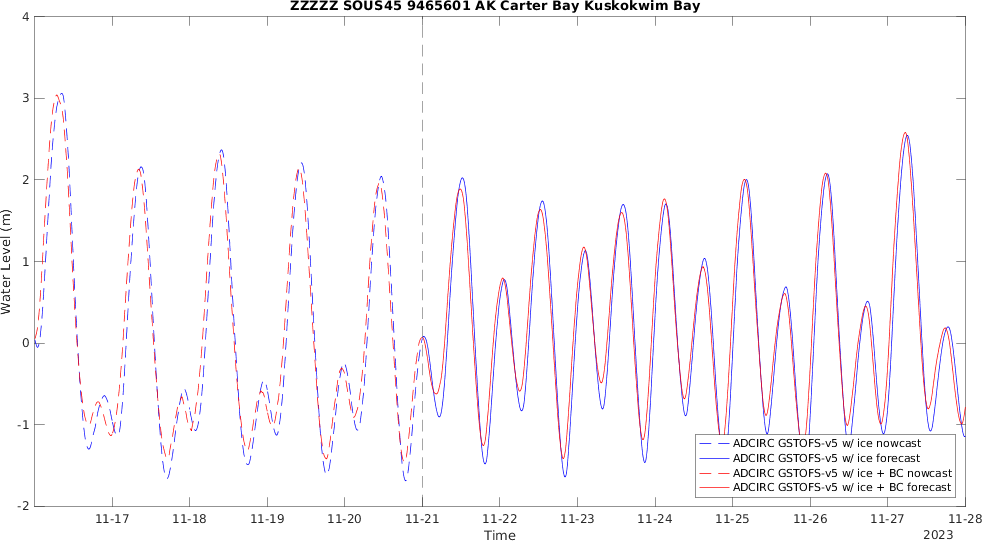 ZZZZZ SOUS45 9465601 AK Carter Bay Kuskokwim Bay
4
3
2
1
0
-1
-2
Water Level (m)
ADCIRC GSTOFS-v5 w/ ice nowcast
ADCIRC GSTOFS-v5 w/ ice forecast
ADCIRC GSTOFS-v5 w/ ice + BC nowcast
ADCIRC GSTOFS-v5 w/ ice + BC forecast
11-17 11-18 11-19 11-20 11-21 11-22 11-23 11-24 11-25 11-26 11-27 11-28
Time
2023